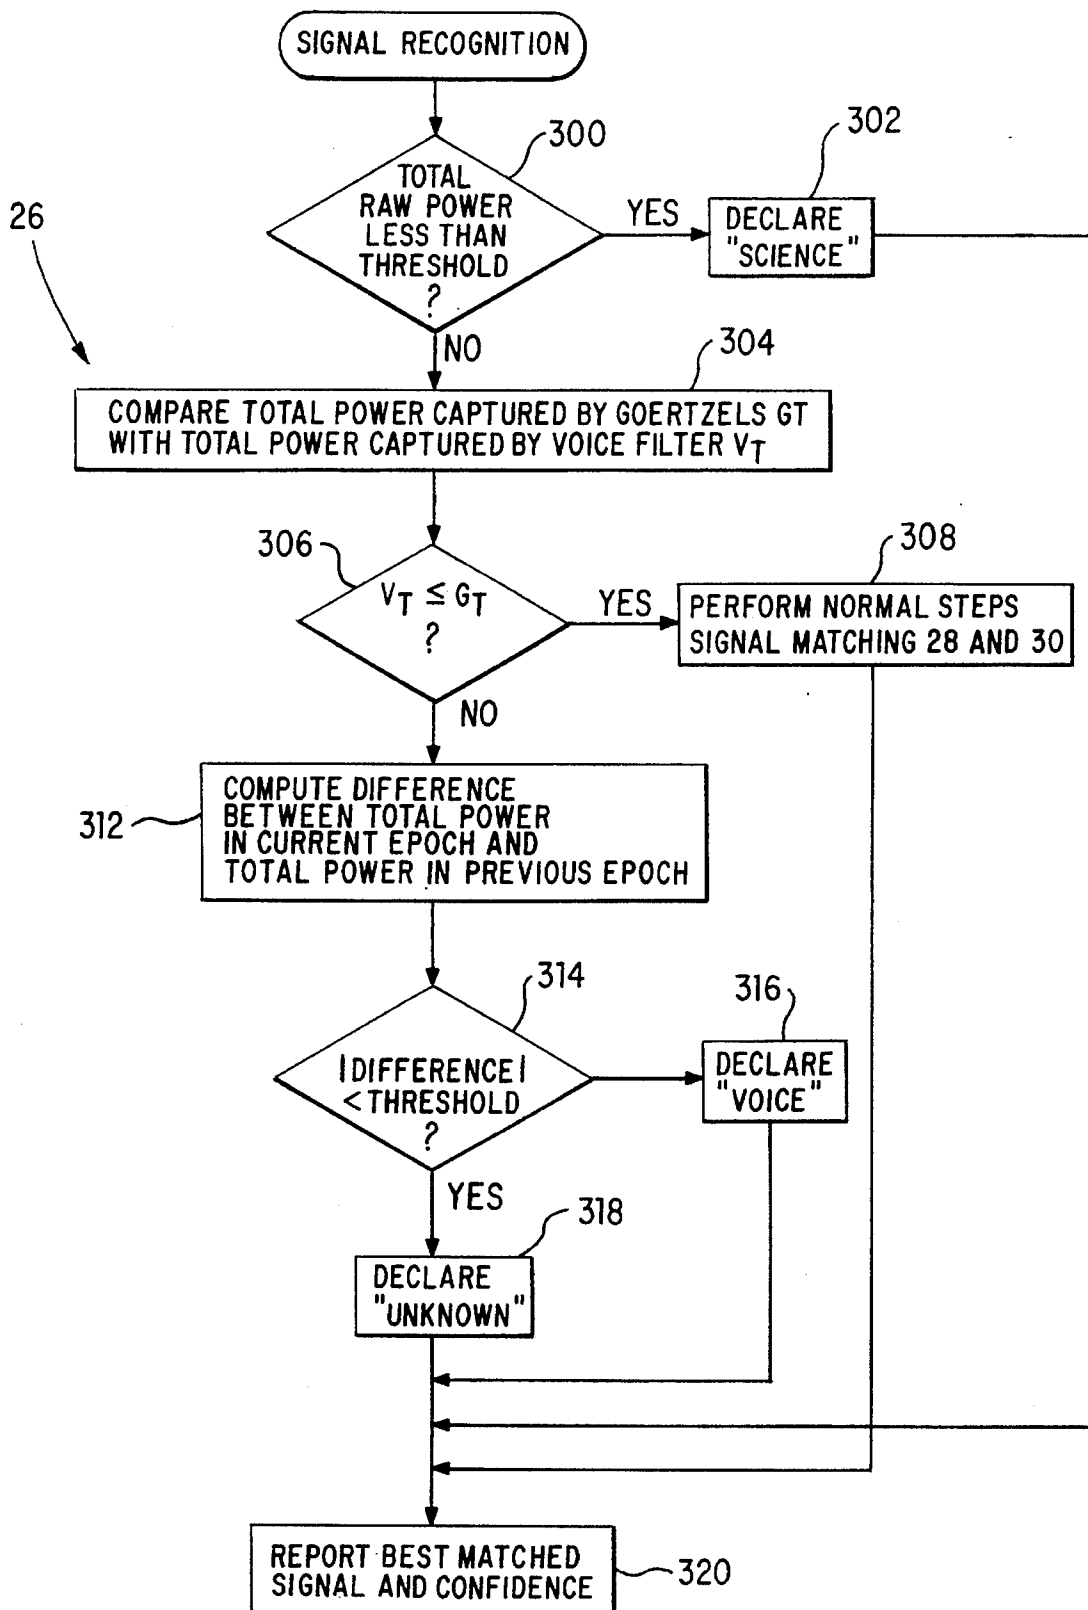 SIGNAL RECOGNITION
300
TOTAL
RAW POWER
LESS THAN
THRESHOLD
?
YES
302
DECLARE
"SCIENCE"
26
NO
304
COMPARE TOTAL POWER CAPTURED BY GOERTZELS GT
WITH TOTAL POWER CAPTURED BY VOICE FILTER VT
306
VT ≤ GT
?
YES
308
PERFORM NORMAL STEPS
SIGNAL MATCHING 28 AND 30
NO
312
COMPUTE DIFFERENCE
BETWEEN TOTAL POWER
IN CURRENT EPOCH AND
TOTAL POWER IN PREVIOUS EPOCH
314
|DIFFERENCE|
<THRESHOLD
?
316
DECLARE
"VOICE"
YES
318
DECLARE
"UNKNOWN"
REPORT BEST MATCHED
SIGNAL AND CONFIDENCE
320